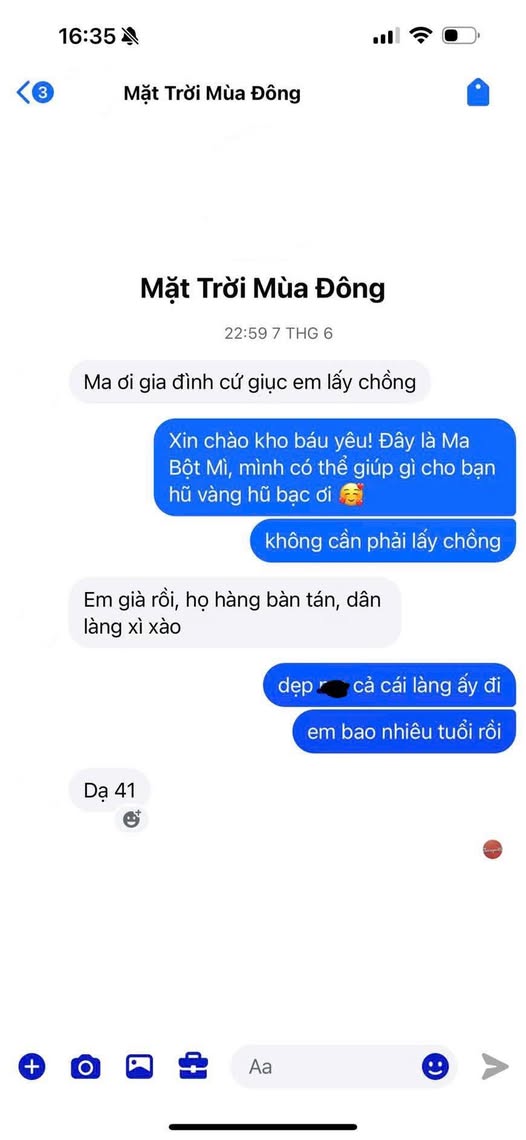 16:35
3
Mặt Trời Mùa Đông
Mặt Trời Mùa Đông
22:59 7 THG 6
Ma ơi gia đình cứ giục em lấy chồng
Xin chào kho báu yêu! Đây là Ma
Bột Mì, mình có thể giúp gì cho bạn
hũ vàng hũ bạc ơi 🥰
không cần phải lấy chồng
Em già rồi, họ hàng bàn tán, dân
làng xì xào
dẹp cả cái làng ấy đi
em bao nhiêu tuổi rồi
Dạ 41
Aa